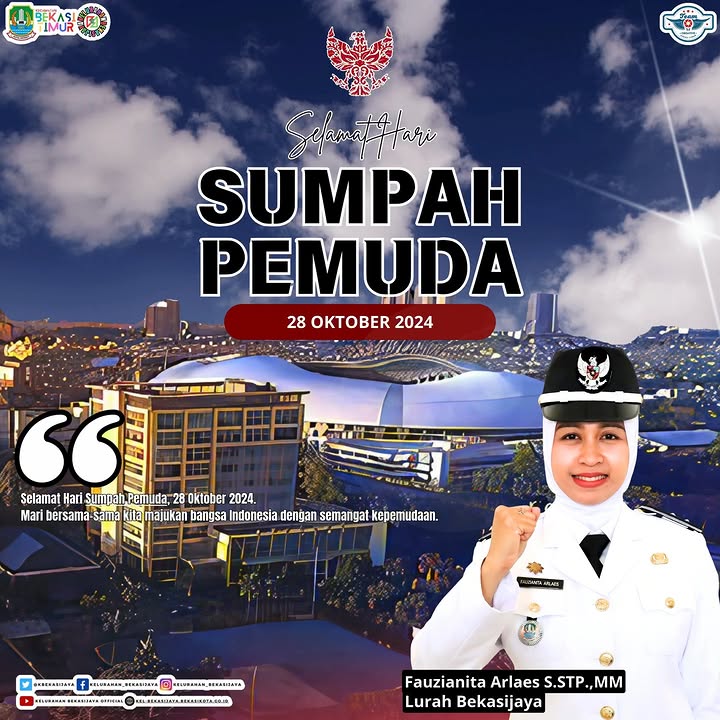 BEKASI
TIMUR
Team
Selamat Hari
SUMPAH
PEMUDA
28 OKTOBER 2024
Selamat Hari Sumpah Pemuda, 28 Oktober 2024.
Mari bersama-sama kita majukan bangsa Indonesia dengan semangat kepemudaan.
FAUZIANITA ARLAES
Fauzianita Arlaes S.STP.,MM
Lurah Bekasijaya
@KBEKASIJAYA KELURAHAN_BEKASIJAYA KELURAHAN_BEKASIJAYA
KELURAHAN BEKASIJAYA OFFICIAL KEL-BEKASIJAYA.BEKASIKOTA.GO.ID